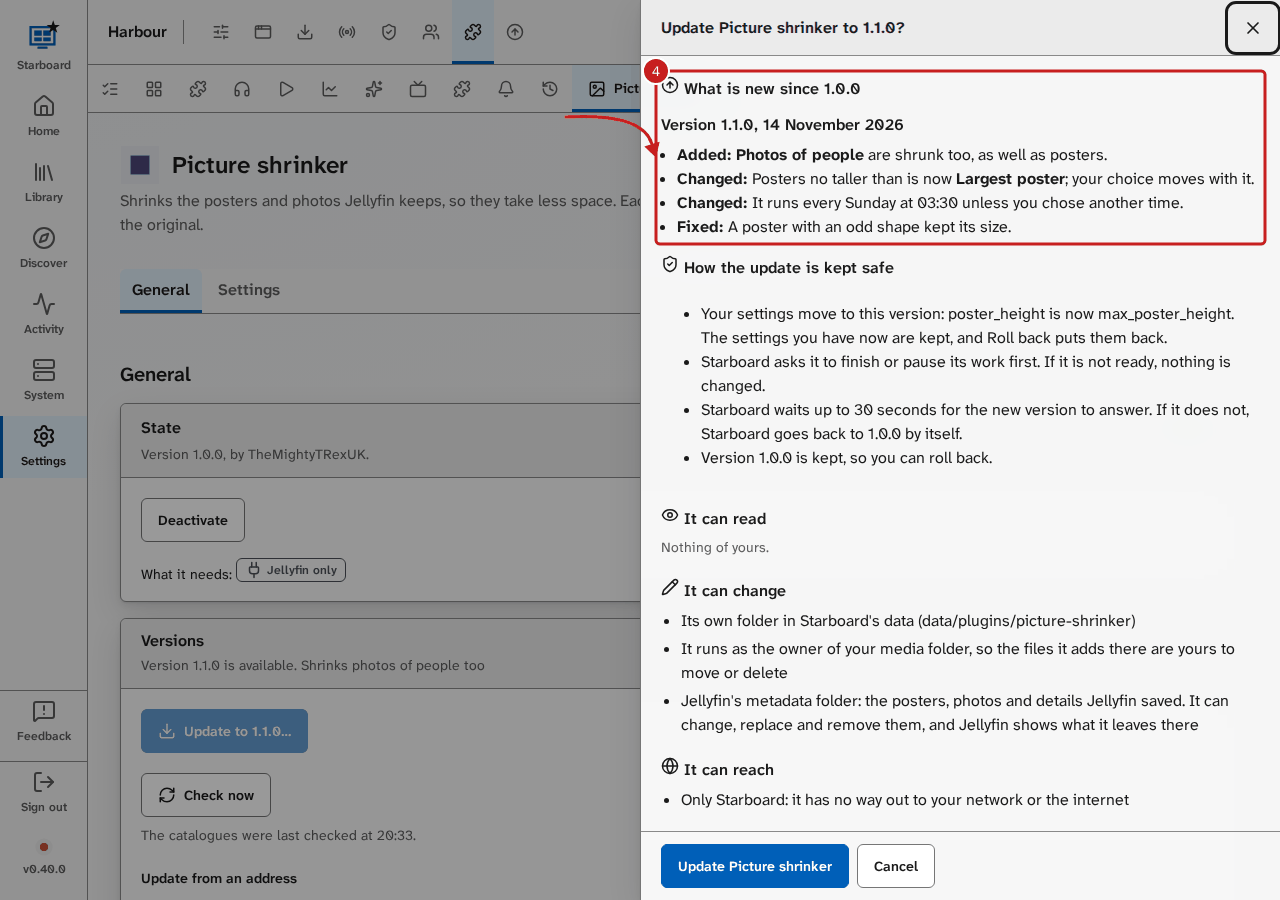 Starboard
Home
Library
Discover
Activity
System
Settings
Feedback
Sign out
v0.40.0
Harbour
Pict
Picture shrinker
Shrinks the posters and photos Jellyfin keeps, so they take less space. Eac
the original.
General
Settings
General
State
Version 1.0.0, by TheMightyTRexUK.
Deactivate
What it needs: Jellyfin only
Versions
Version 1.1.0 is available. Shrinks photos of people too
Update to 1.1.0...
Check now
The catalogues were last checked at 20:33.
Update from an address
Update Picture shrinker to 1.1.0?
4
What is new since 1.0.0
Version 1.1.0, 14 November 2026
Added: Photos of people are shrunk too, as well as posters.
Changed: Posters no taller than is now Largest poster; your choice moves with it.
Changed: It runs every Sunday at 03:30 unless you chose another time.
Fixed: A poster with an odd shape kept its size.
How the update is kept safe
Your settings move to this version: poster_height is now max_poster_height.
The settings you have now are kept, and Roll back puts them back.
Starboard asks it to finish or pause its work first. If it is not ready, nothing is
changed.
Starboard waits up to 30 seconds for the new version to answer. If it does not,
Starboard goes back to 1.0.0 by itself.
Version 1.0.0 is kept, so you can roll back.
It can read
Nothing of yours.
It can change
Its own folder in Starboard's data (data/plugins/picture-shrinker)
It runs as the owner of your media folder, so the files it adds there are yours to
move or delete
Jellyfin's metadata folder: the posters, photos and details Jellyfin saved. It can
change, replace and remove them, and Jellyfin shows what it leaves there
It can reach
Only Starboard: it has no way out to your network or the internet
Update Picture shrinker
Cancel